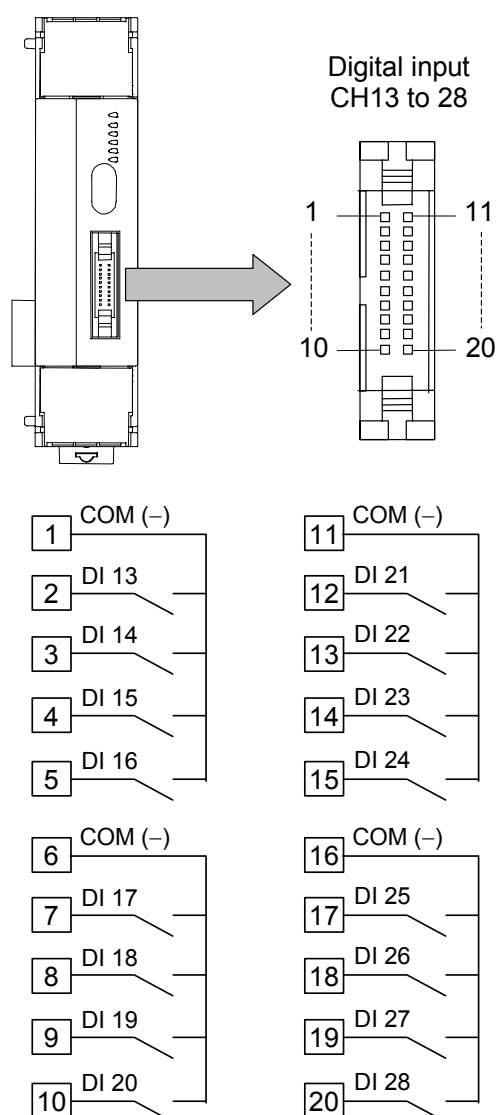 Digital input
CH13 to 28
1 11
10 20
1 COM (−)
2 DI 13
3 DI 14
4 DI 15
5 DI 16
6 COM (−)
7 DI 17
8 DI 18
9 DI 19
10 DI 20
11 COM (−)
12 DI 21
13 DI 22
14 DI 23
15 DI 24
16 COM (−)
17 DI 25
18 DI 26
19 DI 27
20 DI 28